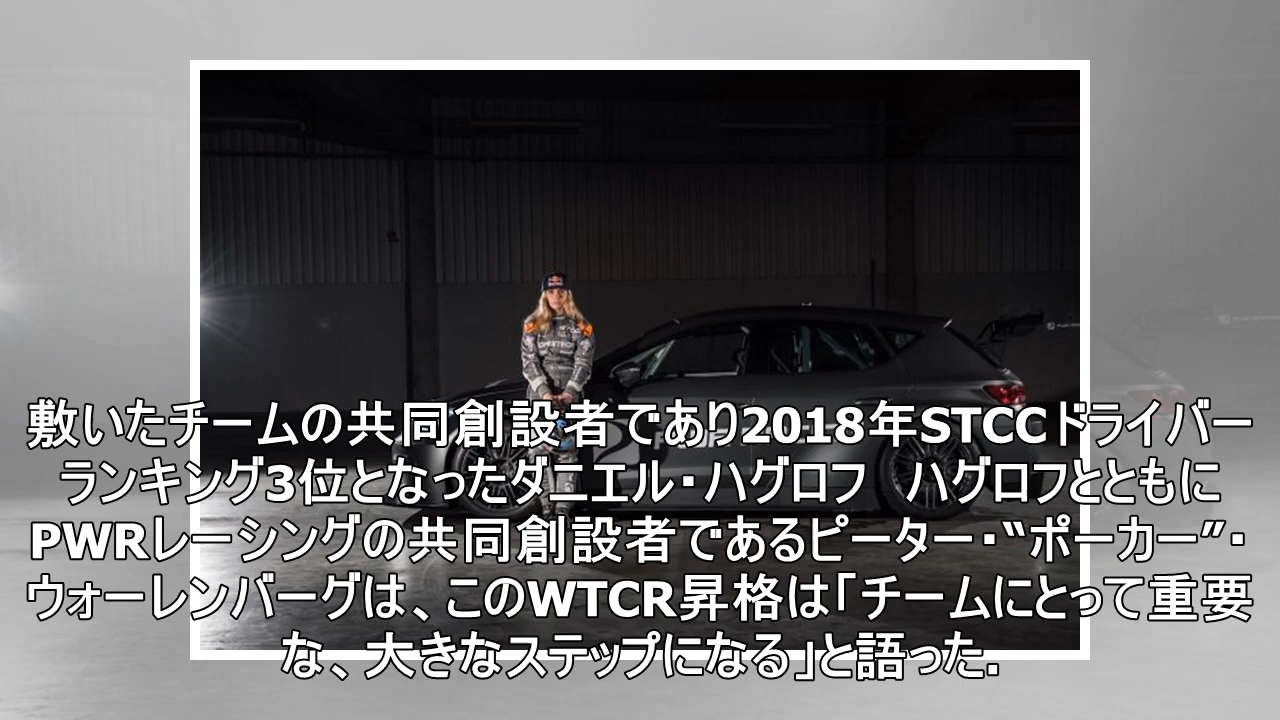 敷いたチームの共同創設者であり2018年STCCドライバー
ランキング3位となったダニエル・ハグロフ　ハグロフとともに
PWRレーシングの共同創設者であるピーター・“ポーカー”・
ウォーレンバーグは、このWTCR昇格は「チームにとって重要
な、大きなステップになる」と語った.